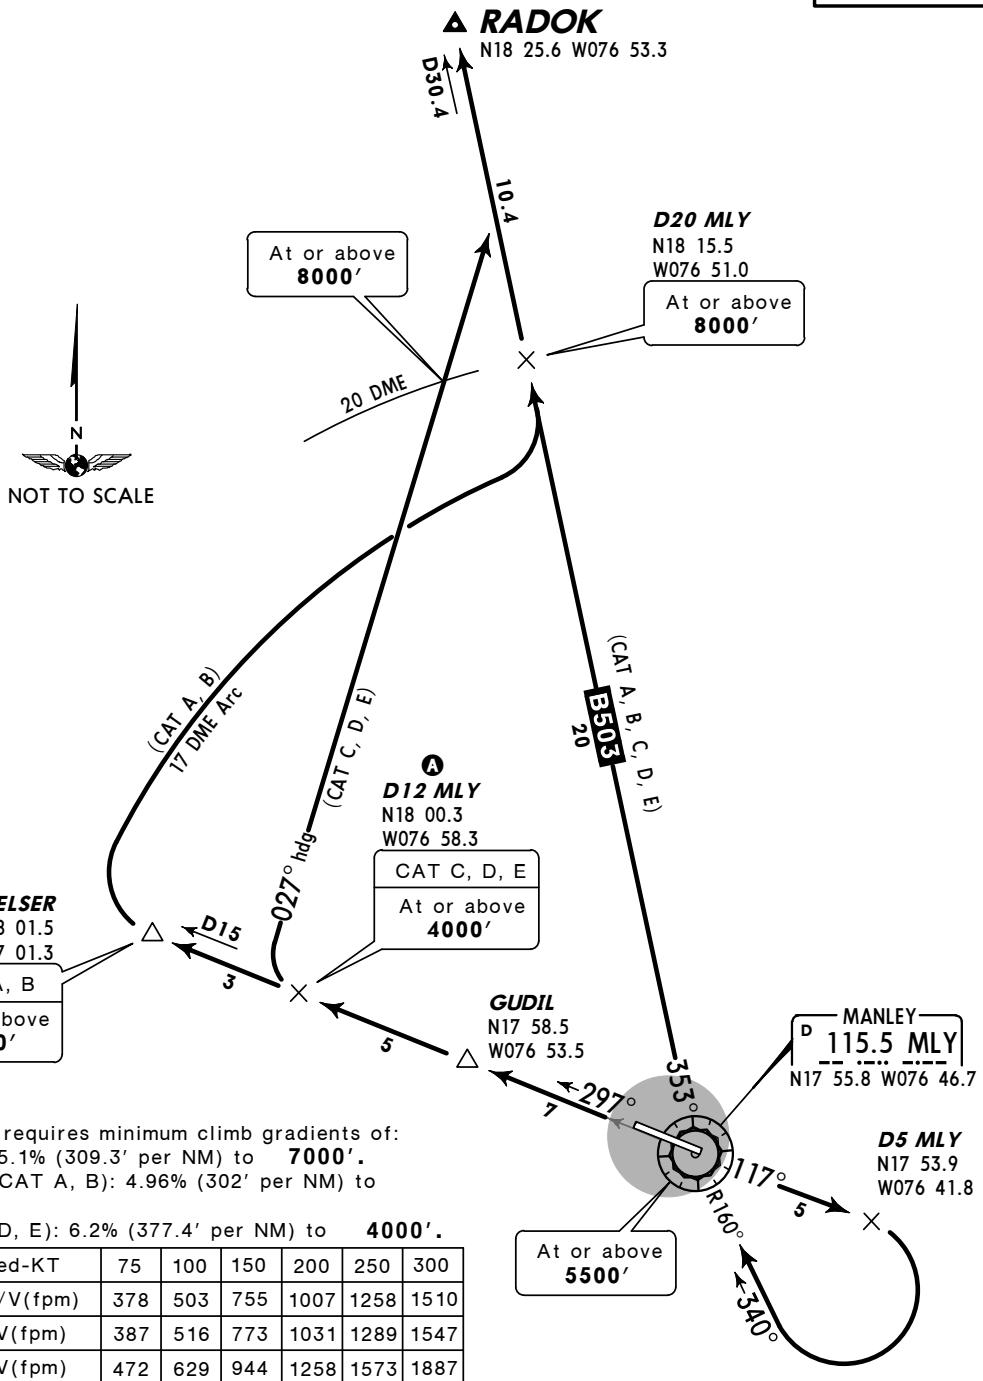 RADOK
N18 25.6 W076 53.3
D30.4
10.4
D20 MLY
N18 15.5
W076 51.0
At or above
8000'
At or above
8000'
20 DME
N
NOT TO SCALE
(CAT A, B)
17 DME Arc
(CAT C, D, E)
027° hdg
(CAT A, B, C, D, E)
B503
20
A
D12 MLY
N18 00.3
W076 58.3
CAT C, D, E
At or above
4000'
ELSER
01.5
01.3
, B
D15
3
5
GUDIL
N17 58.5
W076 53.5
7
297°
353°
MANLEY
D 115.5 MLY
N17 55.8 W076 46.7
D5 MLY
N17 53.9
W076 41.8
117°
5
R160°
340°
At or above
5500'
requires minimum climb gradients of:
5.1% (309.3' per NM) to 7000'.
CAT A, B): 4.96% (302' per NM) to
D, E): 6.2% (377.4' per NM) to 4000'.
ed-KT 75 100 150 200 250 300
/V(fpm) 378 503 755 1007 1258 1510
V(fpm) 387 516 773 1031 1289 1547
V(fpm) 472 629 944 1258 1573 1887